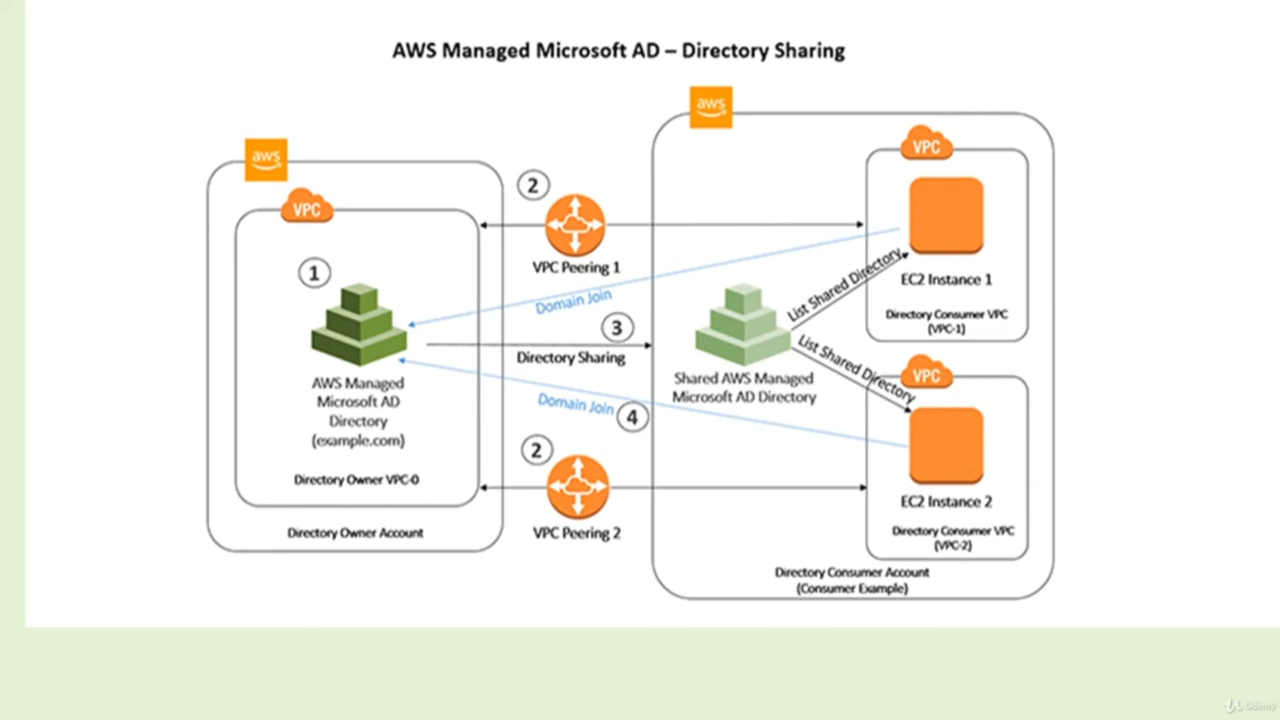 AWS Managed Microsoft AD – Directory Sharing
aws
aws
VPC
VPC
2
1
VPC Peering 1
EC2 Instance 1
Directory Consumer VPC
(VPC-1)
List Shared Directory
Domain Join
3
Directory Sharing
AWS Managed
Microsoft AD
Directory
(example.com)
Directory Owner VPC-0
Directory Owner Account
Shared AWS Managed
Microsoft AD Directory
List Shared Directory
VPC
Domain Join
4
2
VPC Peering 2
EC2 Instance 2
Directory Consumer VPC
(VPC-2)
Directory Consumer Account
(Consumer Example)
Udemy